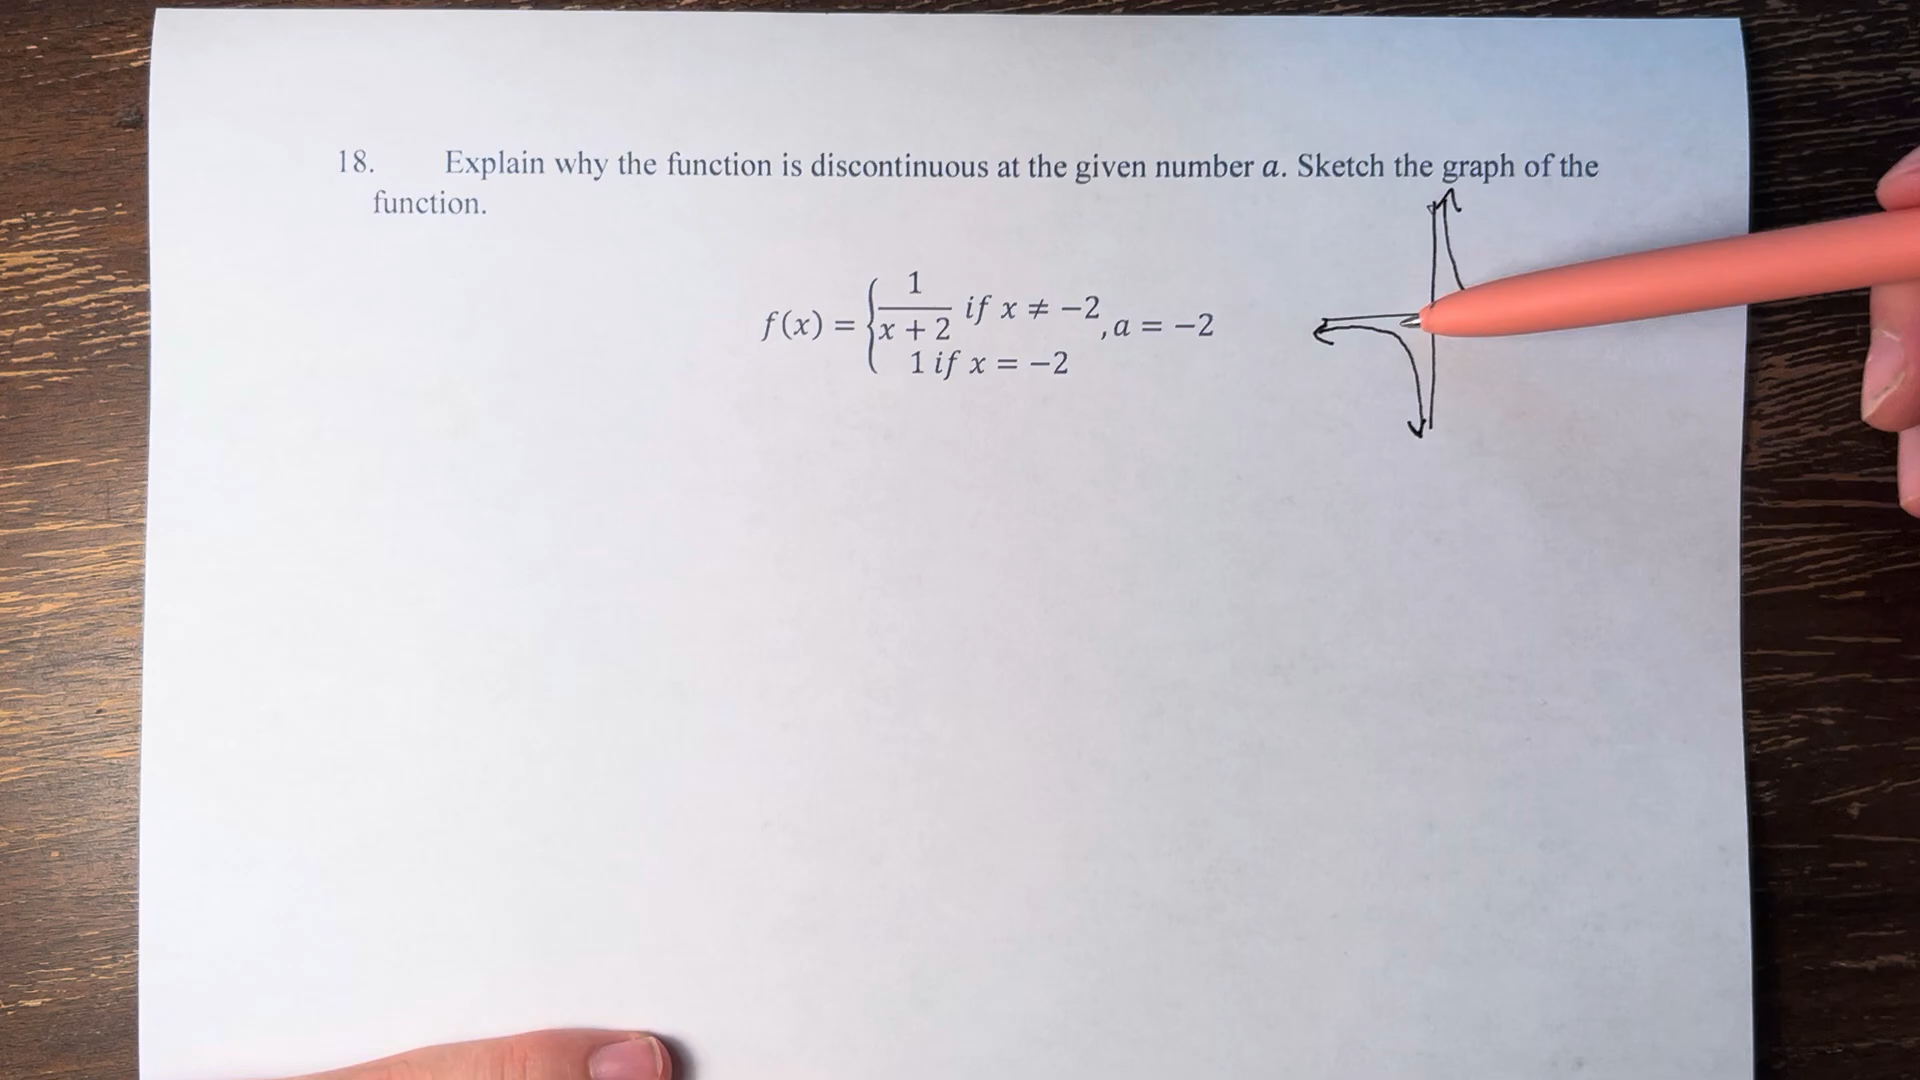 18. Explain why the function is discontinuous at the given number a. Sketch the graph of the
function.
f(x) = { 1/(x + 2) if x ≠ −2
1 if x = −2 , a = −2